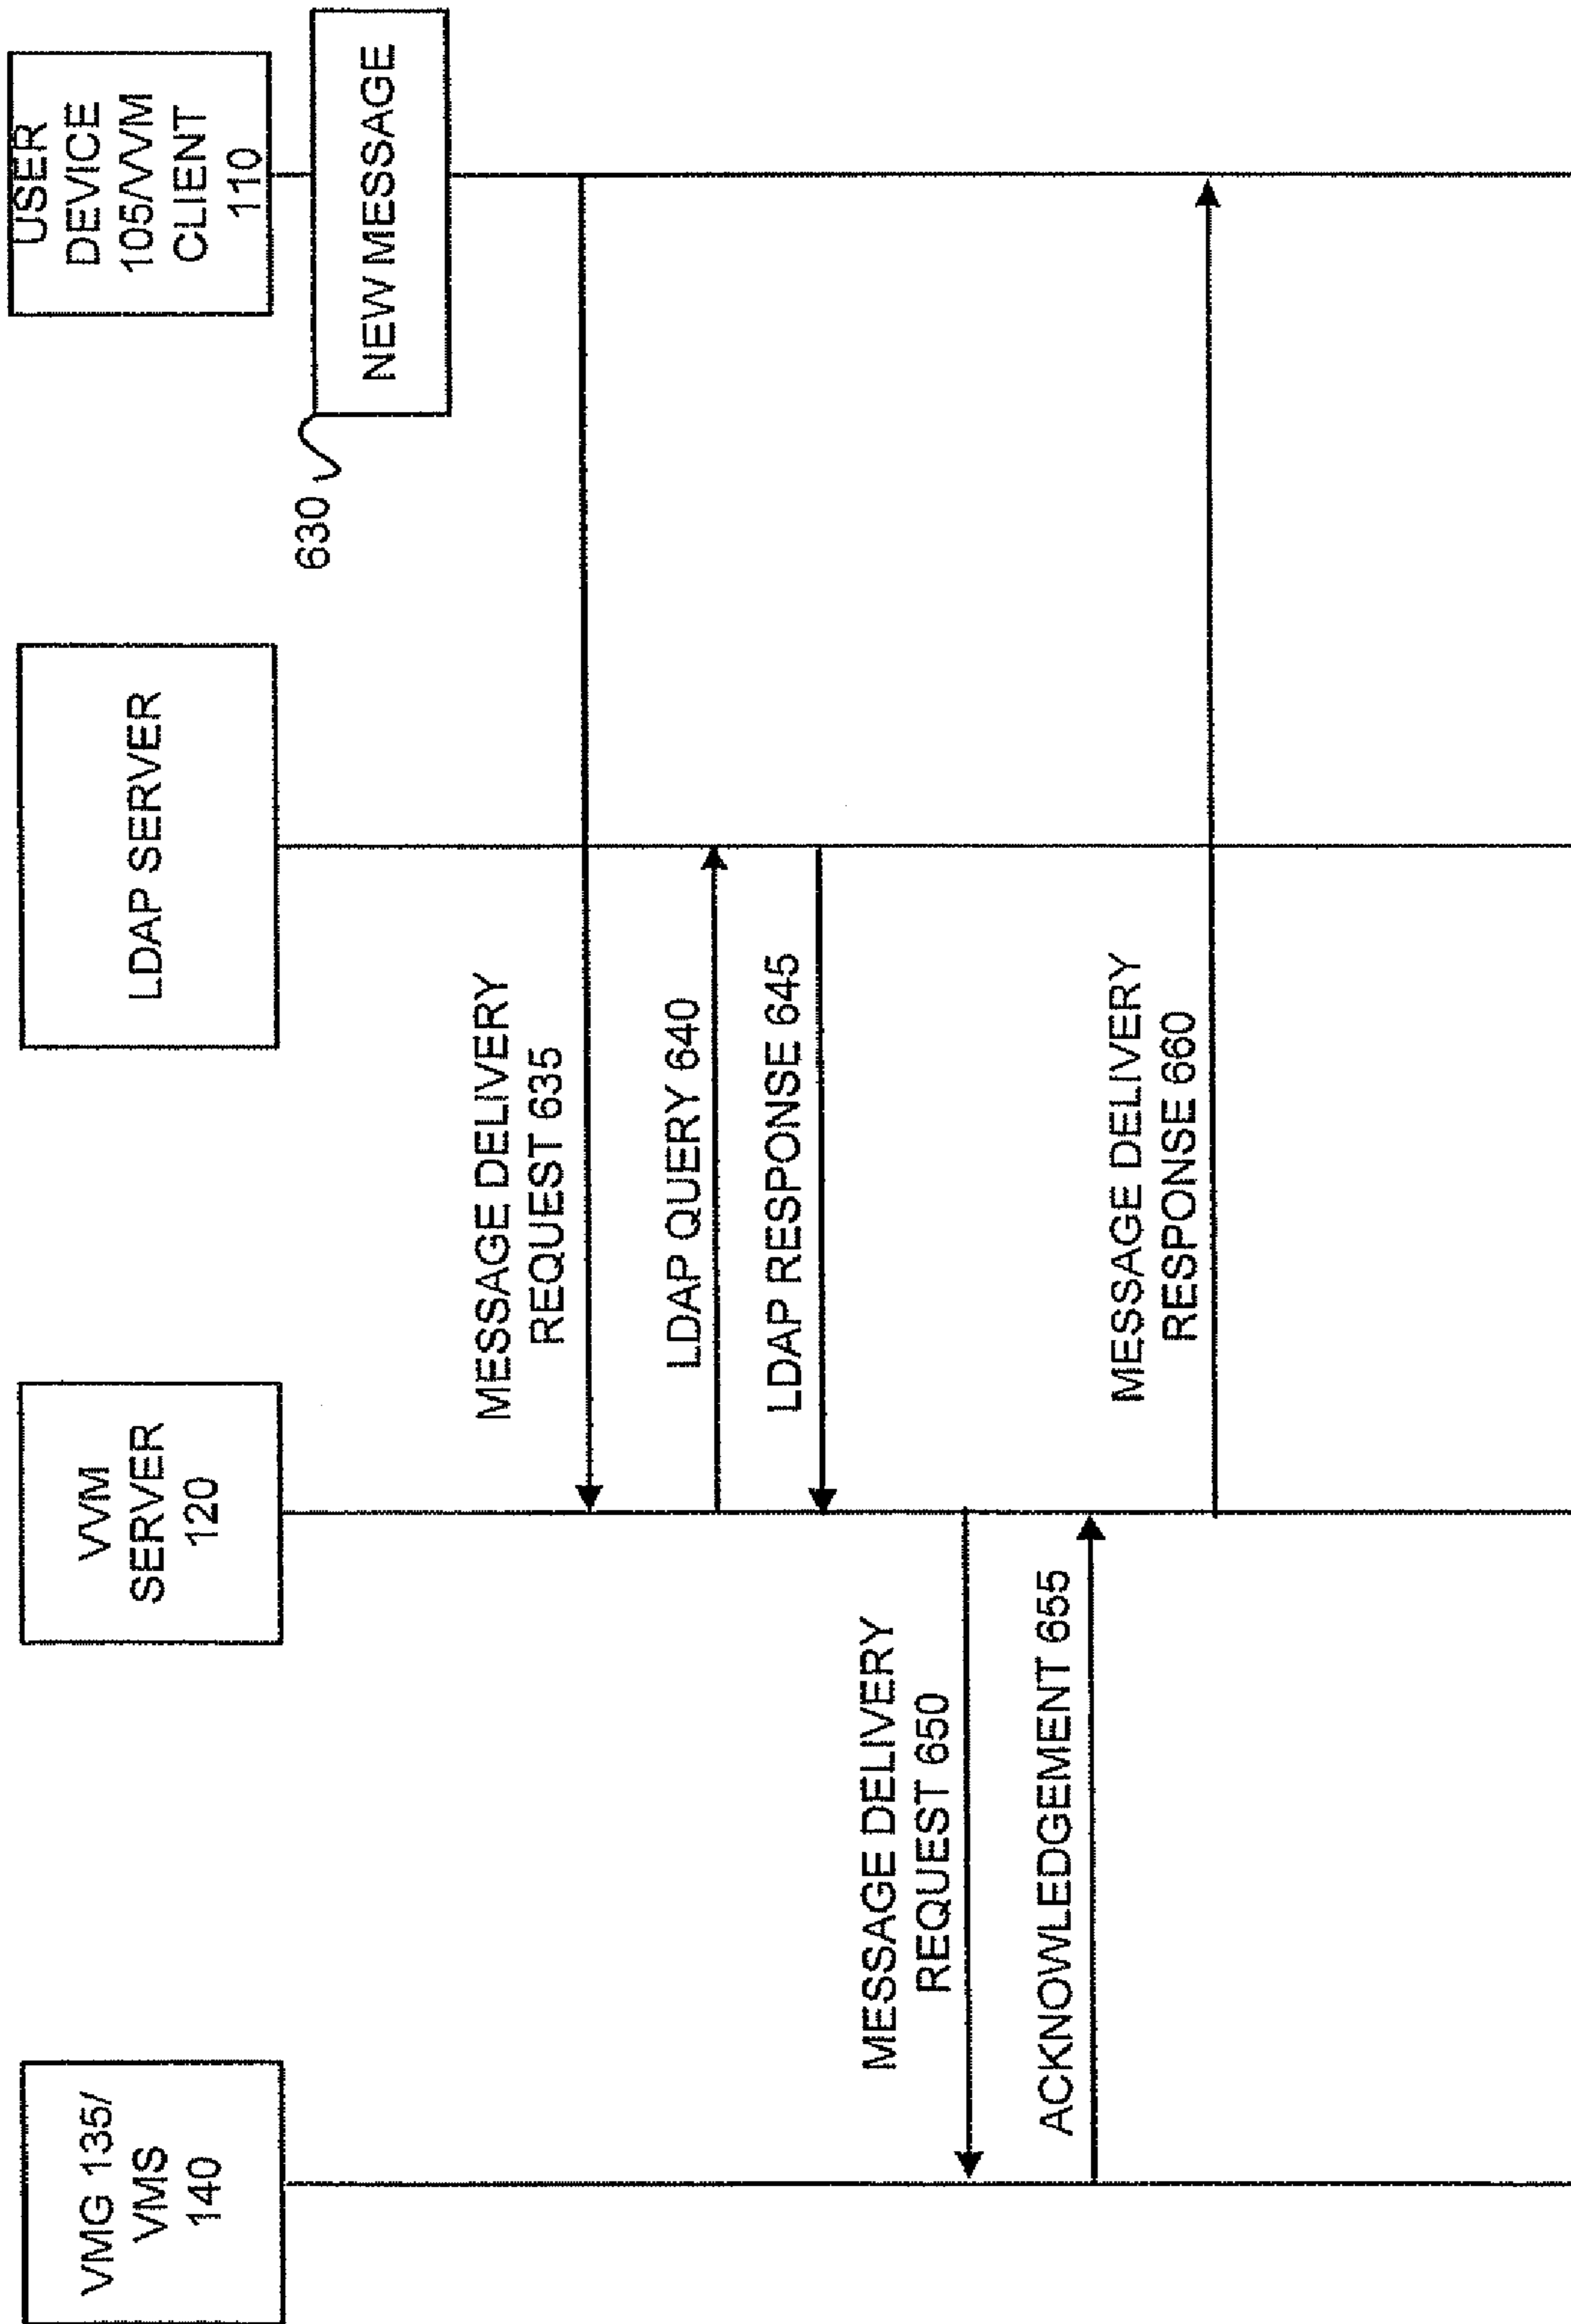 VMG 135/
VMS
140
VVM
SERVER
120
LDAP SERVER
USER
DEVICE
105/VVM
CLIENT
110
NEW MESSAGE
630
MESSAGE DELIVERY
REQUEST 635
LDAP QUERY 640
LDAP RESPONSE 645
MESSAGE DELIVERY
REQUEST 650
ACKNOWLEDGEMENT 655
MESSAGE DELIVERY
RESPONSE 660